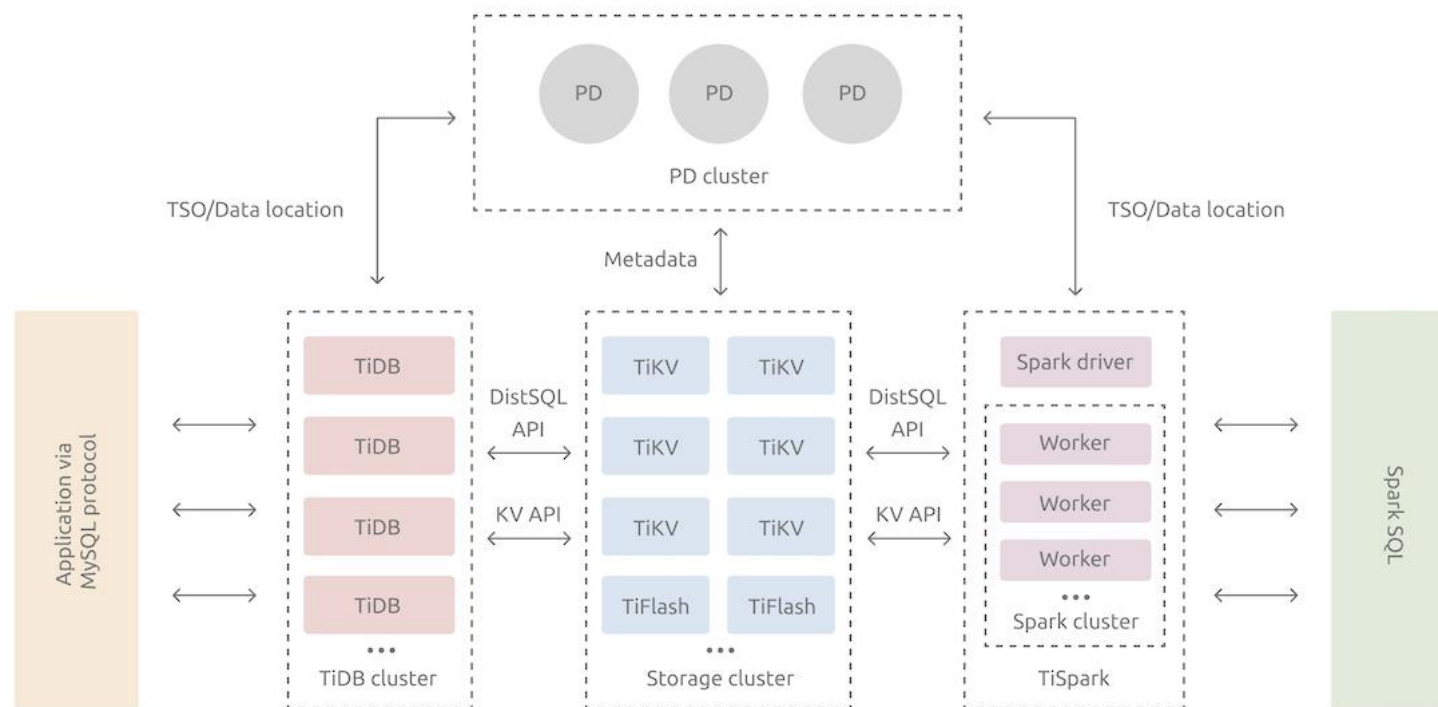 PD
PD
PD
PD cluster
TSO/Data location
TSO/Data location
Metadata
Application via
MySQL protocol
TiDB
TiDB
TiDB
TiDB
•••
TiDB cluster
DistSQL
API
KV API
TiKV
TiKV
TiKV
TiKV
TiKV
TiKV
TiFlash
TiFlash
•••
Storage cluster
DistSQL
API
KV API
Spark driver
Worker
Worker
Worker
•••
Spark cluster
TiSpark
Spark SQL